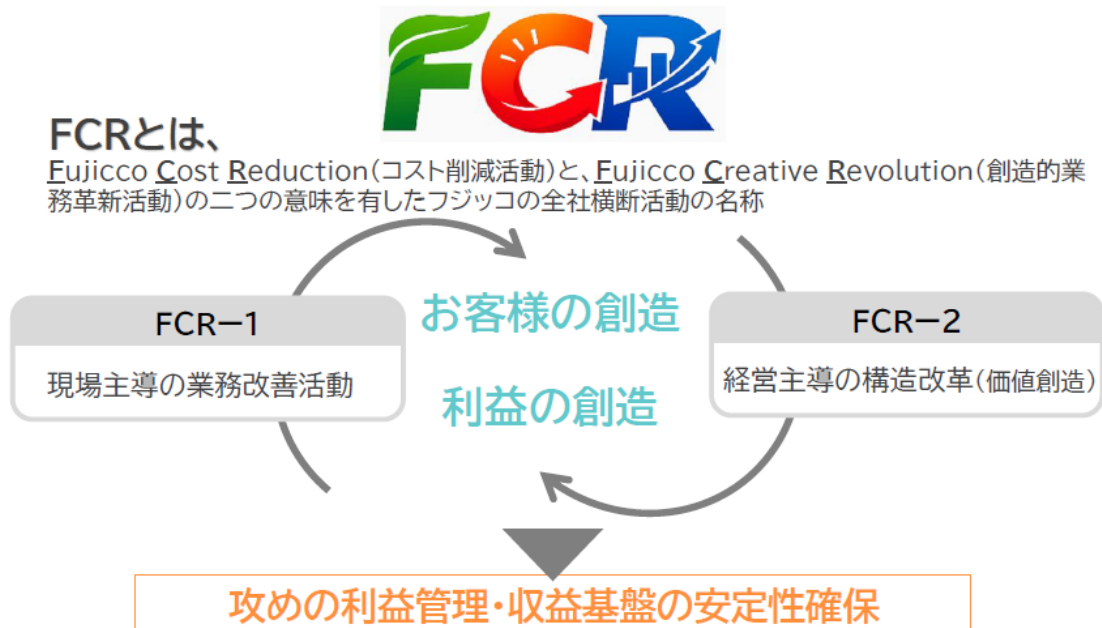 FCR
FCRとは、
Fujicco Cost Reduction(コスト削減活動)と、Fujicco Creative Revolution(創造的業
務革新活動)の二つの意味を有したフジッコの全社横断活動の名称
お客様の創造
利益の創造
FCR－1
現場主導の業務改善活動
FCR－2
経営主導の構造改革(価値創造)
攻めの利益管理・収益基盤の安定性確保